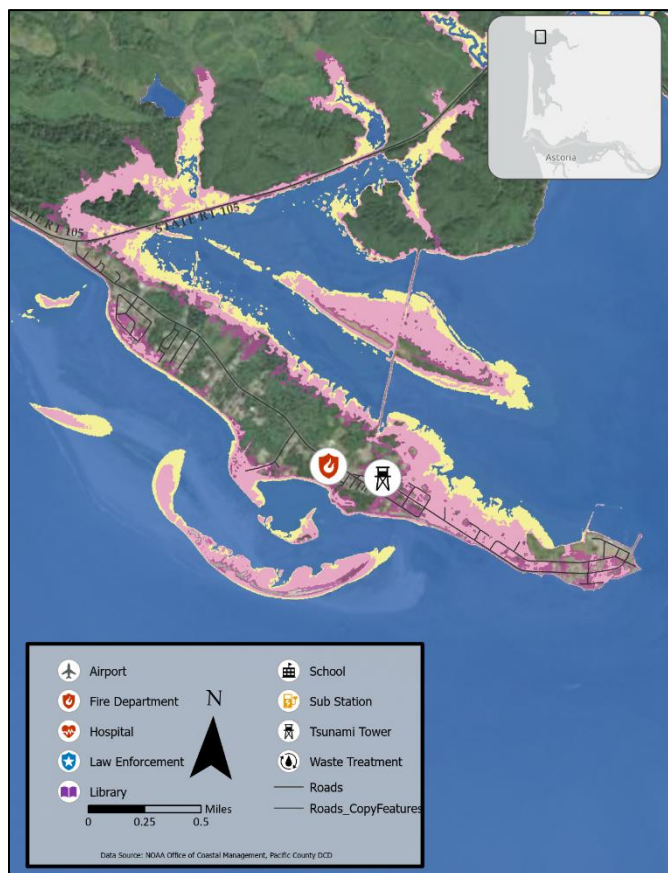 Astoria
STATE RT 105
ATE RT 105
Airport
Fire Department
Hospital
Law Enforcement
Library
N
School
Sub Station
Tsunami Tower
Waste Treatment
Roads
Roads_CopyFeatures
Miles
0 0.25 0.5
Data Source: NOAA Office of Coastal Management, Pacific County DCD